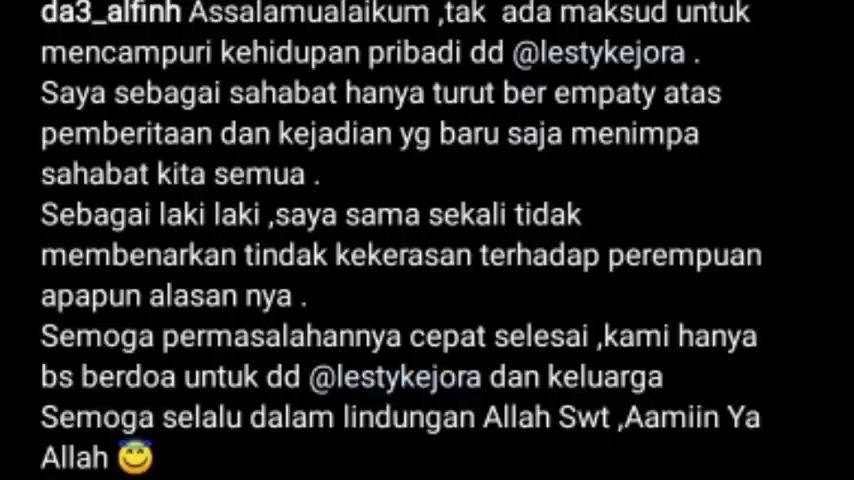 da3_alfinh Assalamualaikum ,tak ada maksud untuk
mencampuri kehidupan pribadi dd @lestykejora .
Saya sebagai sahabat hanya turut ber empaty atas
pemberitaan dan kejadian yg baru saja menimpa
sahabat kita semua .
Sebagai laki laki ,saya sama sekali tidak
membenarkan tindak kekerasan terhadap perempuan
apapun alasan nya .
Semoga permasalahannya cepat selesai ,kami hanya
bs berdoa untuk dd @lestykejora dan keluarga
Semoga selalu dalam lindungan Allah Swt ,Aamiin Ya
Allah 😇